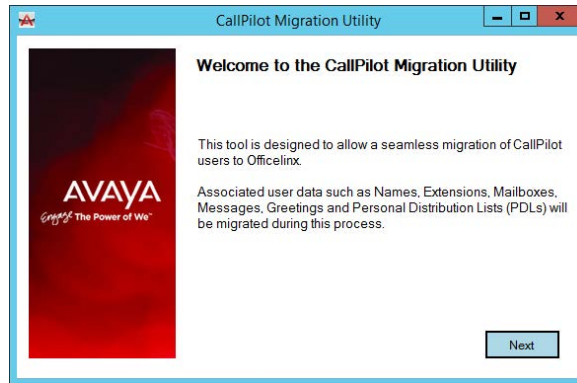 CallPilot Migration Utility
Welcome to the CallPilot Migration Utility
This tool is designed to allow a seamless migration of CallPilot
users to Officelinx.
Associated user data such as Names, Extensions, Mailboxes,
Messages, Greetings and Personal Distribution Lists (PDLs) will
be migrated during this process.
AVAYA
Engage The Power of We™
Next